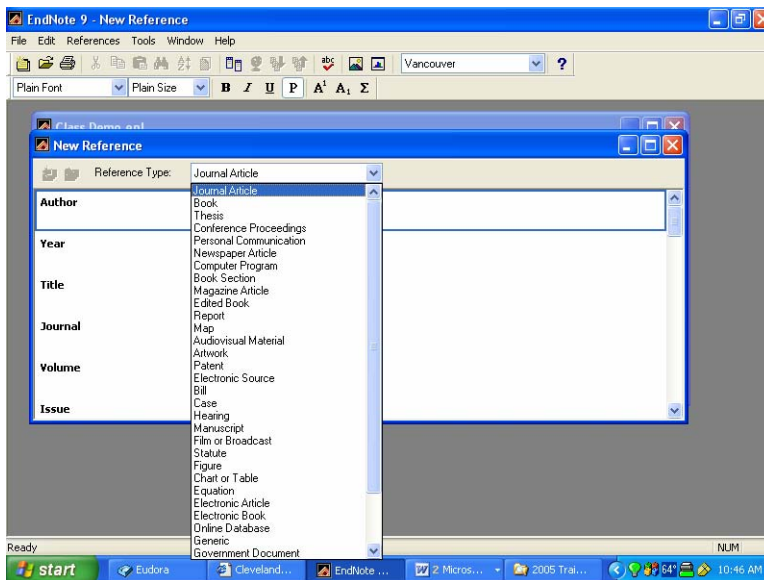 EndNote 9 - New Reference
File Edit References Tools Window Help
abc Vancouver ?
Plain Font Plain Size B I U P A¹ A₁ Σ
Class Demo.enl
New Reference
Reference Type: Journal Article
Journal Article
Book
Thesis
Conference Proceedings
Personal Communication
Newspaper Article
Computer Program
Book Section
Magazine Article
Edited Book
Report
Map
Audiovisual Material
Artwork
Patent
Electronic Source
Bill
Case
Hearing
Manuscript
Film or Broadcast
Statute
Figure
Chart or Table
Equation
Electronic Article
Electronic Book
Online Database
Generic
Government Document
Author
Year
Title
Journal
Volume
Issue
Ready NUM
start Eudora Cleveland... EndNote ... 2 Micros... 2005 Trai... 64° 10:46 AM